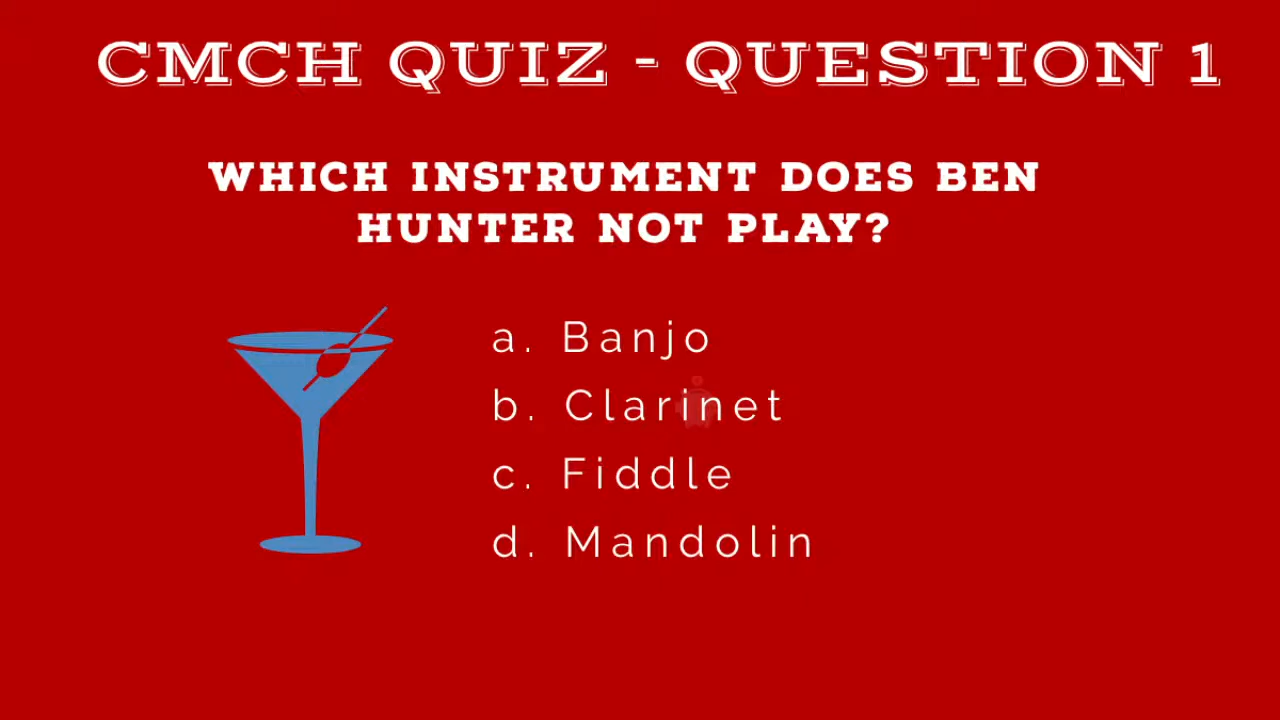 CMCH QUIZ - QUESTION 1
WHICH INSTRUMENT DOES BEN
HUNTER NOT PLAY?
a. Banjo
b. Clarinet
c. Fiddle
d. Mandolin